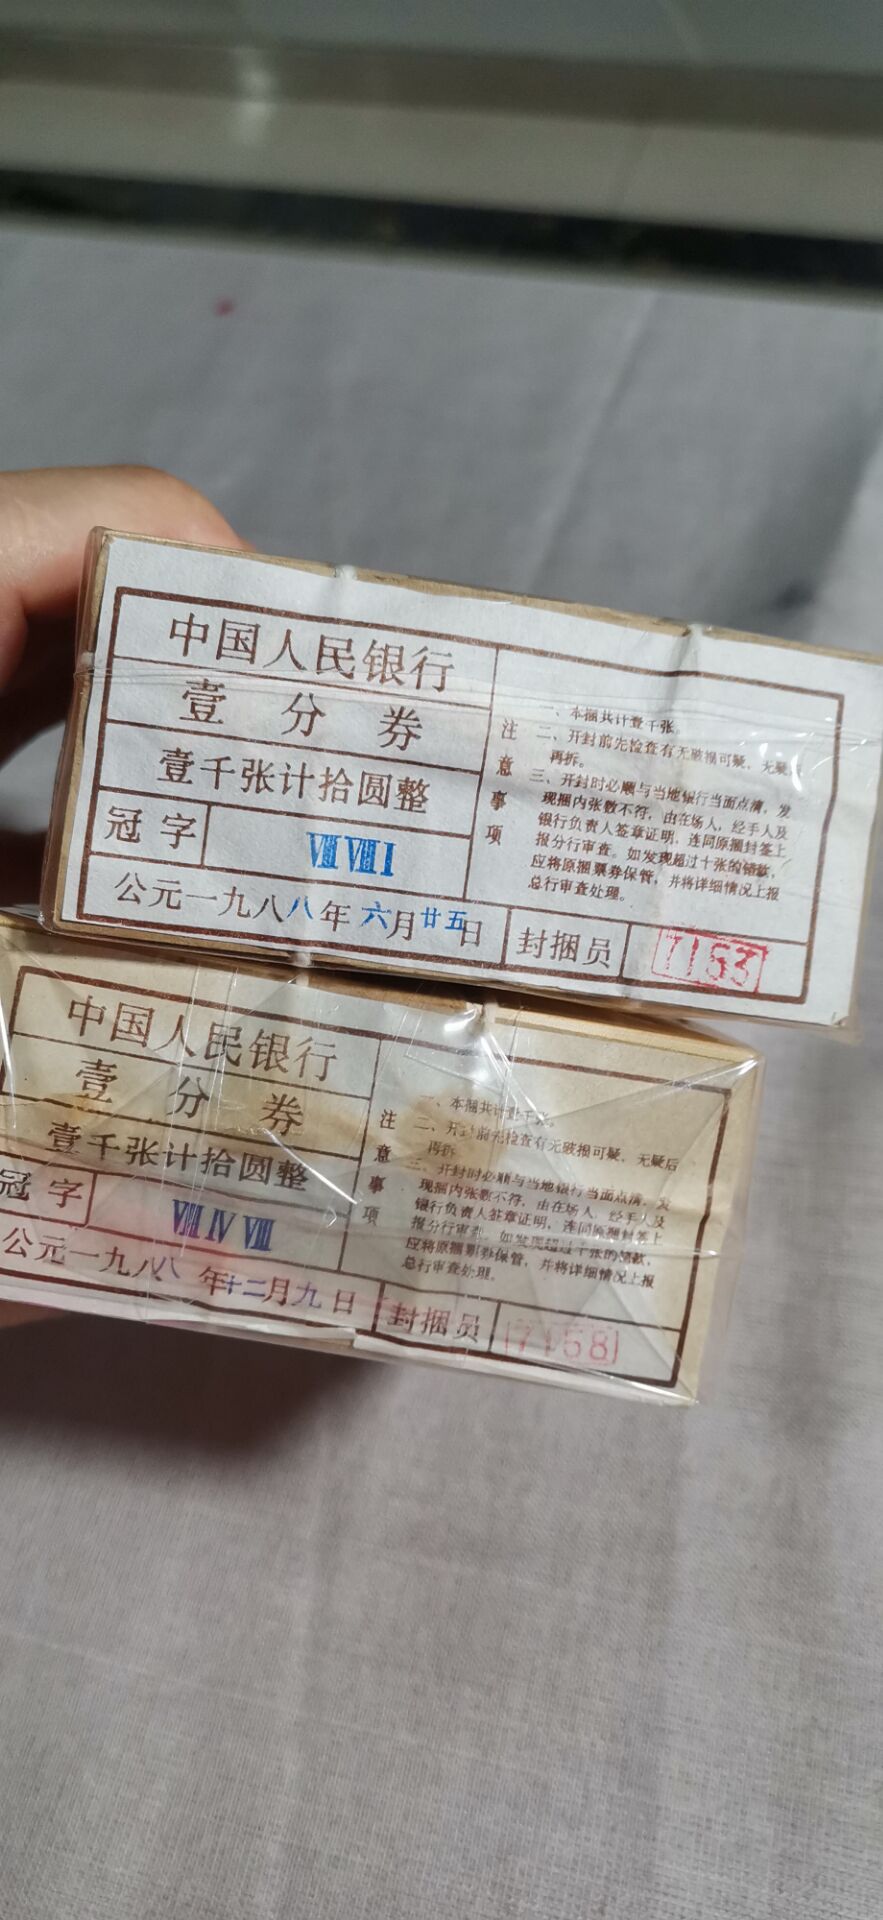 中国人民银行
壹分券
壹千张计拾圆整
冠字 ⅧⅧⅠ
公元一九八八年六月廿五日
注意事项
一、本捆共计壹千张。
二、开封前先检查有无破损可疑、无疑后
再拆。
三、开封时必顺与当地银行当面点清，发
现捆内张数不符，由在场人，经手人及
银行负责人签章证明，连同原捆封签上
报分行审查。如发现超过十张的错款，
应将原捆票券保管，并将详细情况上报
总行审查处理。
封捆员 7153
中国人民银行
壹分券
壹千张计拾圆整
冠字 ⅧⅣⅧ
公元一九八八年十二月九日
注意事项
一、本捆共计壹千张。
二、开封前先检查有无破损可疑、无疑后
再拆。
三、开封时必顺与当地银行当面点清，发
现捆内张数不符，由在场人，经手人及
银行负责人签章证明，连同原捆封签上
报分行审查。如发现超过十张的错款，
应将原捆票券保管，并将详细情况上报
总行审查处理。
封捆员 7158